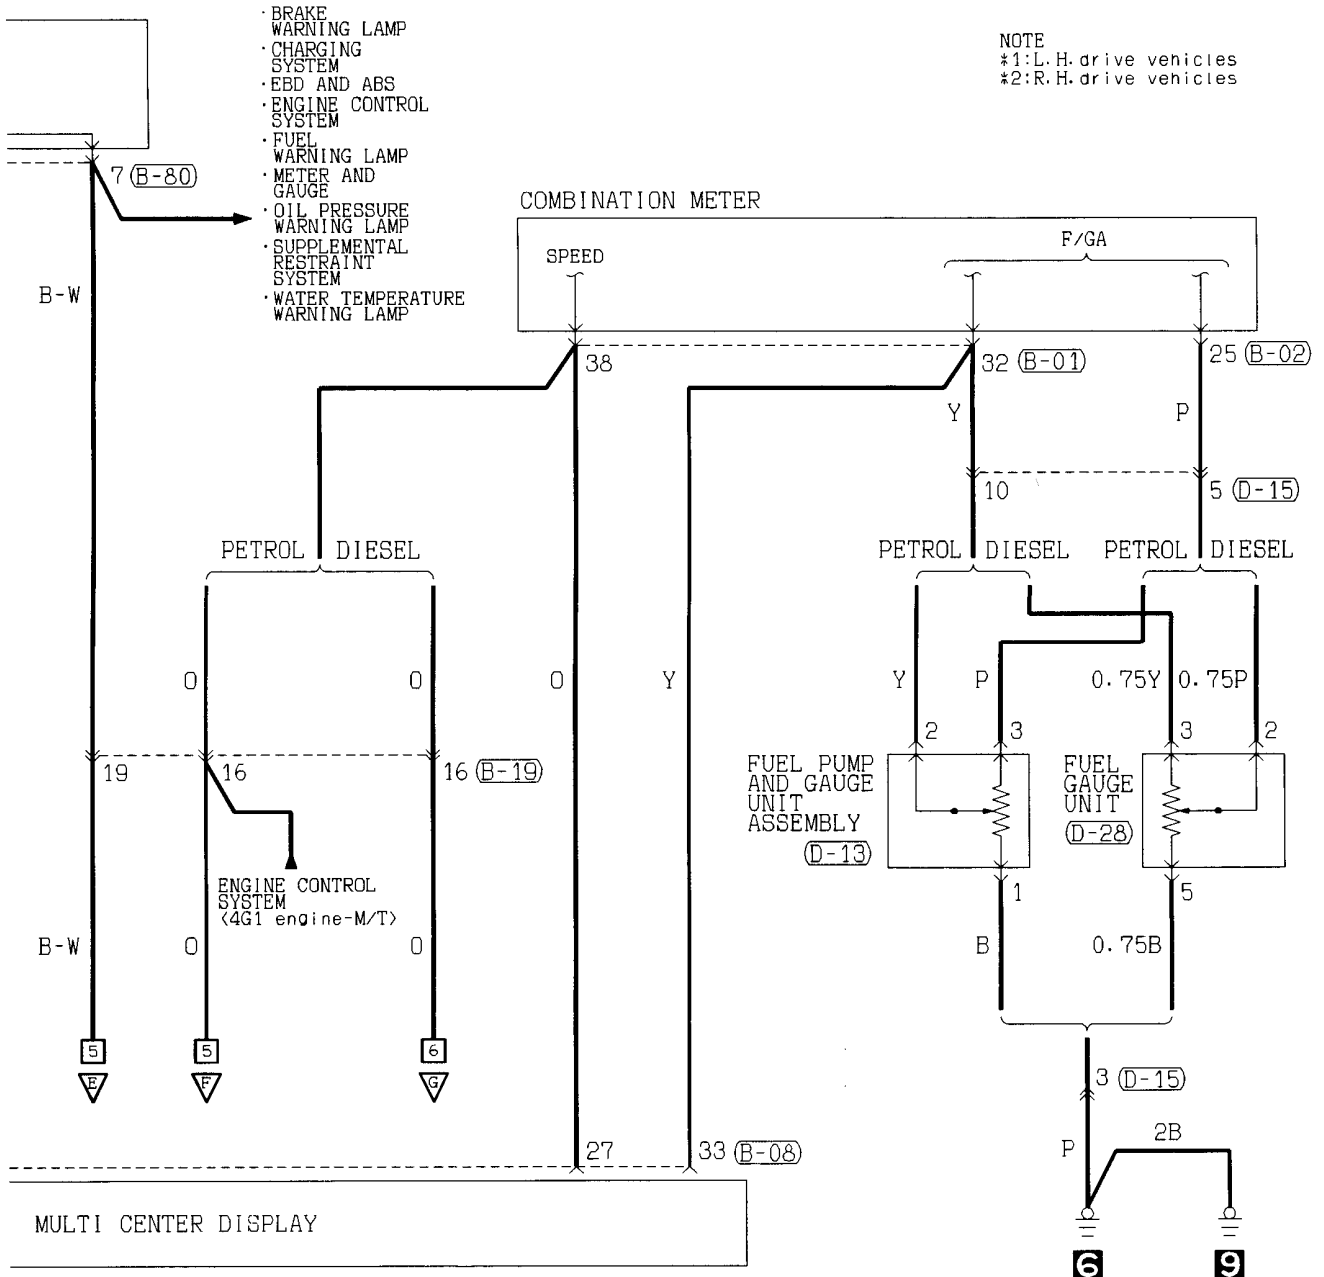 · BRAKE
WARNING LAMP
· CHARGING
SYSTEM
· EBD AND ABS
· ENGINE CONTROL
SYSTEM
· FUEL
WARNING LAMP
· METER AND
GAUGE
· OIL PRESSURE
WARNING LAMP
· SUPPLEMENTAL
RESTRAINT
SYSTEM
· WATER TEMPERATURE
WARNING LAMP
NOTE
*1:L.H.drive vehicles
*2:R.H.drive vehicles
7 B-80
COMBINATION METER
SPEED
F/GA
B-W
38
32 B-01
25 B-02
Y
P
10
5 D-15
PETROL DIESEL
PETROL DIESEL
PETROL DIESEL
O
O
O
Y
Y
P
0.75Y
0.75P
2
3
3
2
19
16
16 B-19
FUEL PUMP
AND GAUGE
UNIT
ASSEMBLY
D-13
FUEL
GAUGE
UNIT
D-28
ENGINE CONTROL
SYSTEM
<4G1 engine-M/T>
1
5
B-W
O
O
B
0.75B
5
5
6
E
F
G
3 D-15
27
33 B-08
P
2B
MULTI CENTER DISPLAY
6
9